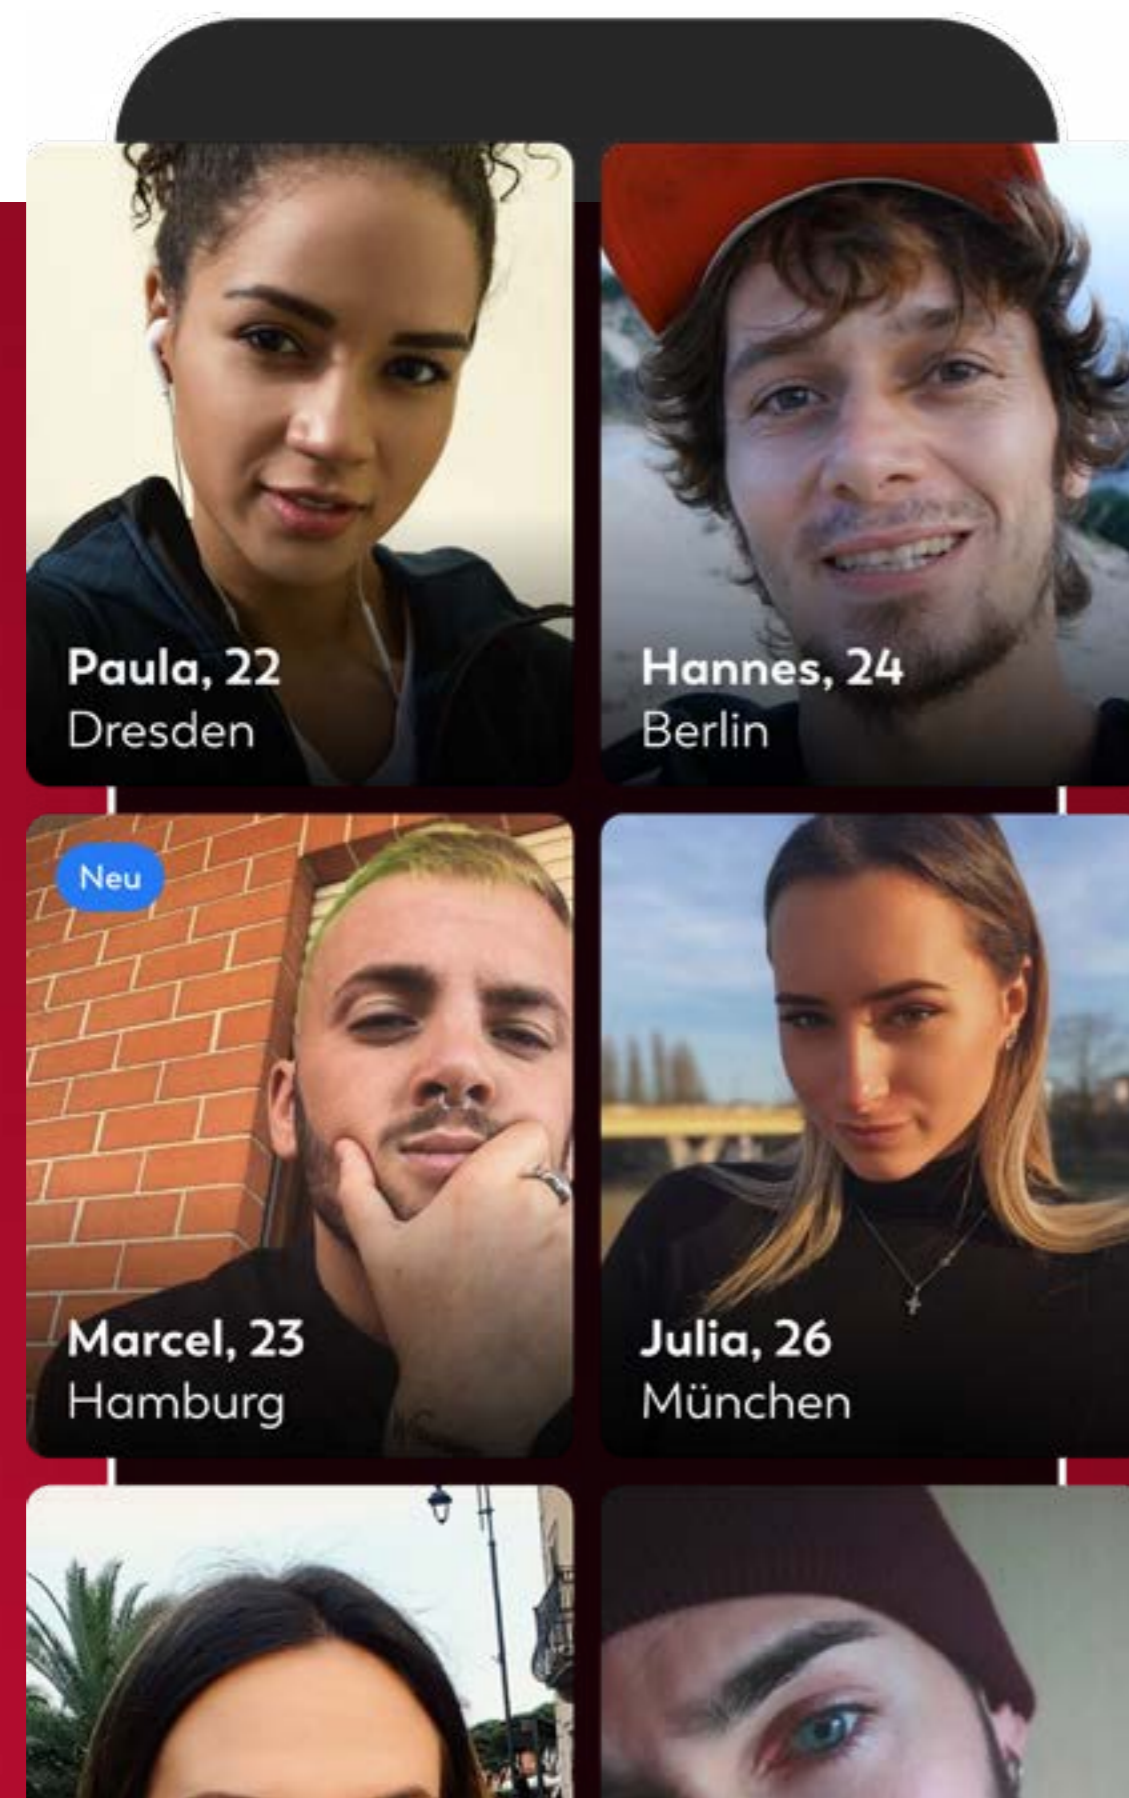 Paula, 22
Dresden
Hannes, 24
Berlin
Neu
Marcel, 23
Hamburg
Julia, 26
München